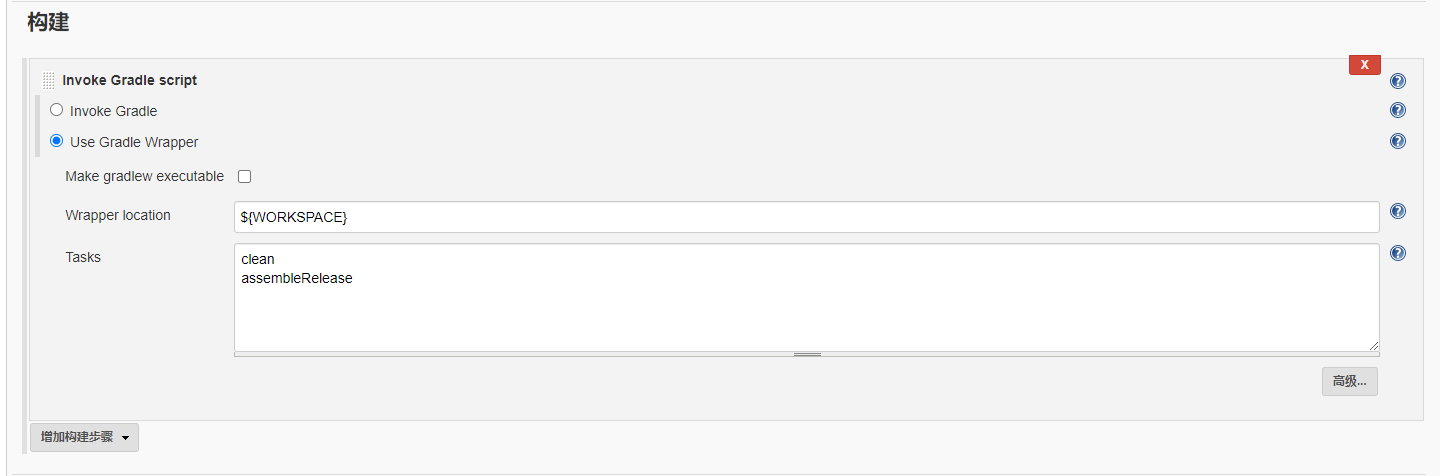 构建
Invoke Gradle script
X
Invoke Gradle
Use Gradle Wrapper
Make gradlew executable
Wrapper location
${WORKSPACE}
Tasks
clean
assembleRelease
高级...
增加构建步骤